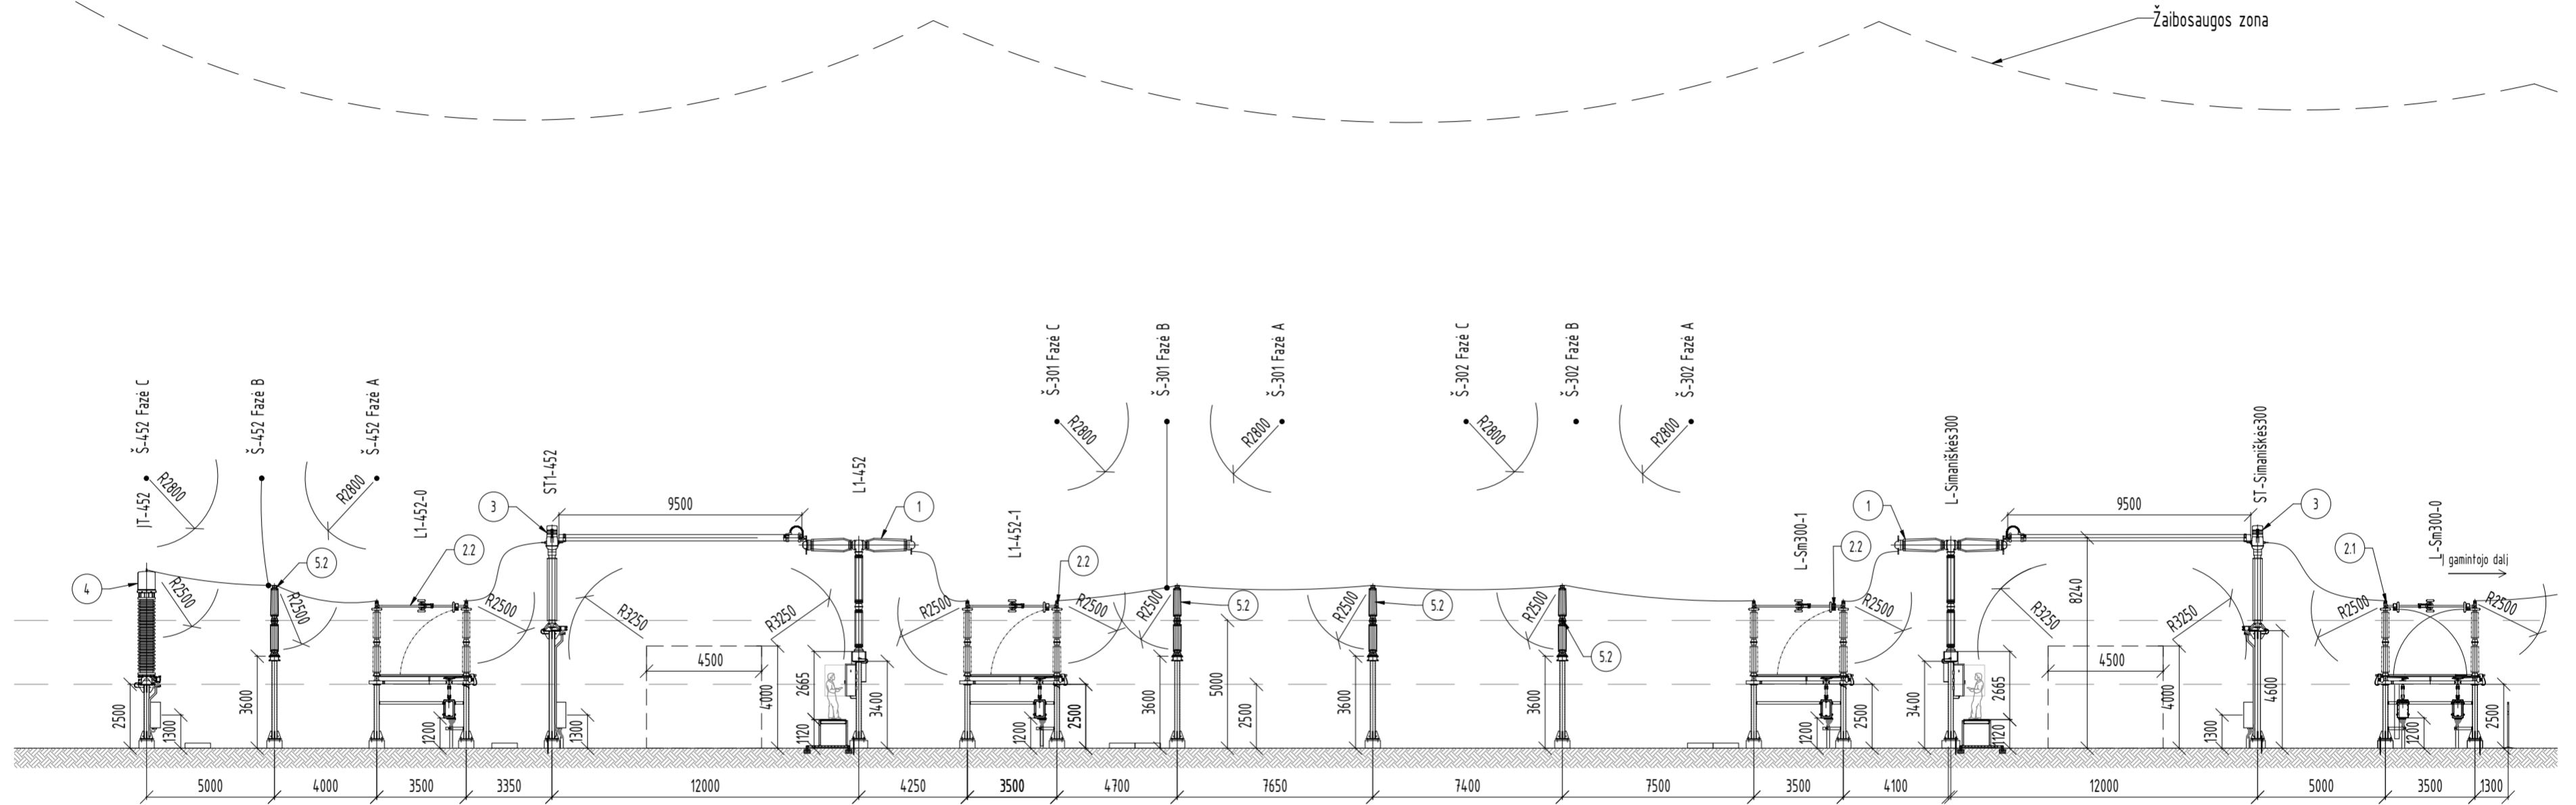 Žaibosaugos zona
Š-301 Fazė C
Š-301 Fazė B
Š-301 Fazė A
Š-302 Fazė C
Š-302 Fazė B
Š-302 Fazė A
Š-452 Fazė C
Š-452 Fazė B
Š-452 Fazė A
JT-452
L1-452-0
ST1-452
L1-452
L1-452-1
L-Sm300-1
L-Simaniškės300
ST-Simaniškės300
L-Sm300-0
Į gamintojo dalį
R2800
R2800
R2800
R2800
R2800
R2800
9500
9500
4
5.2
2.2
3
1
2.2
5.2
5.2
5.2
2.2
1
3
2.1
R2500
R2500
R2500
R3250
R3250
R2500
R2500
R2500
R2500
R2500
R2500
R3250
R3250
R2500
R2500
4500
4500
8240
2500
1300
3600
1200
1300
4000
2665
1120
3400
1200
2500
3600
5000
2500
3600
3600
1200
2500
3400
2665
1120
4000
1300
4600
1200
2500
5000
4000
3500
3350
12000
4250
3500
4700
7650
7400
7500
3500
4100
12000
5000
3500
1300